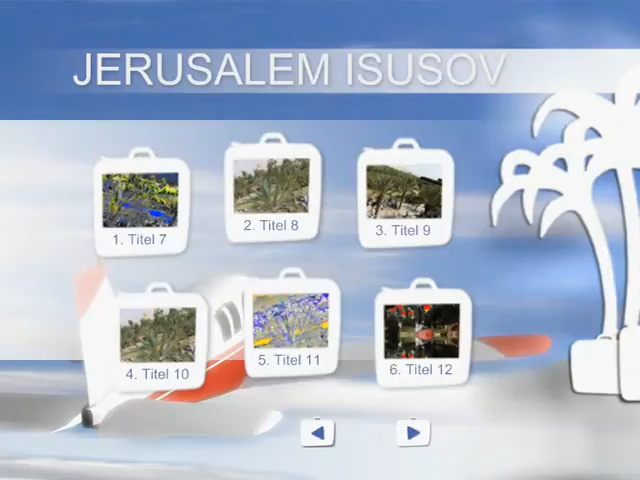 JERUSALEM ISUSOV
1. Titel 7
2. Titel 8
3. Titel 9
4. Titel 10
5. Titel 11
6. Titel 12